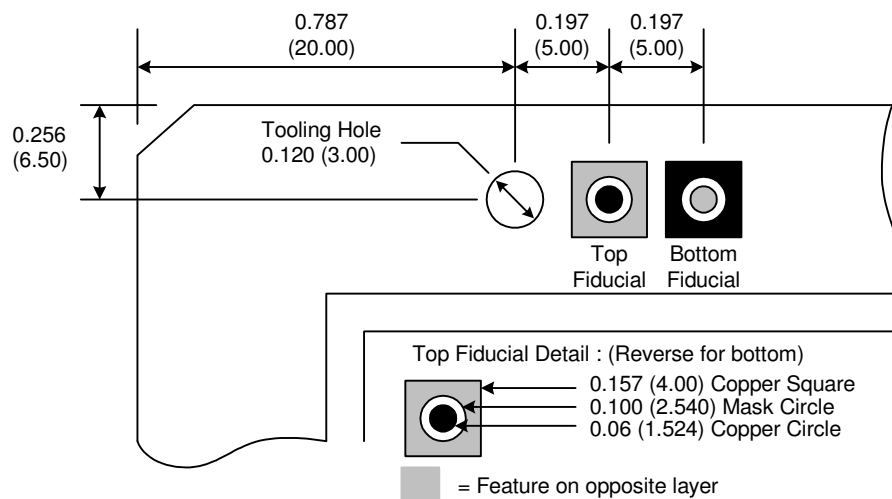 0.787
(20.00)
0.197
(5.00)
0.197
(5.00)
0.256
(6.50)
Tooling Hole
0.120 (3.00)
Top
Fiducial
Bottom
Fiducial
Top Fiducial Detail : (Reverse for bottom)
0.157 (4.00) Copper Square
0.100 (2.540) Mask Circle
0.06 (1.524) Copper Circle
= Feature on opposite layer